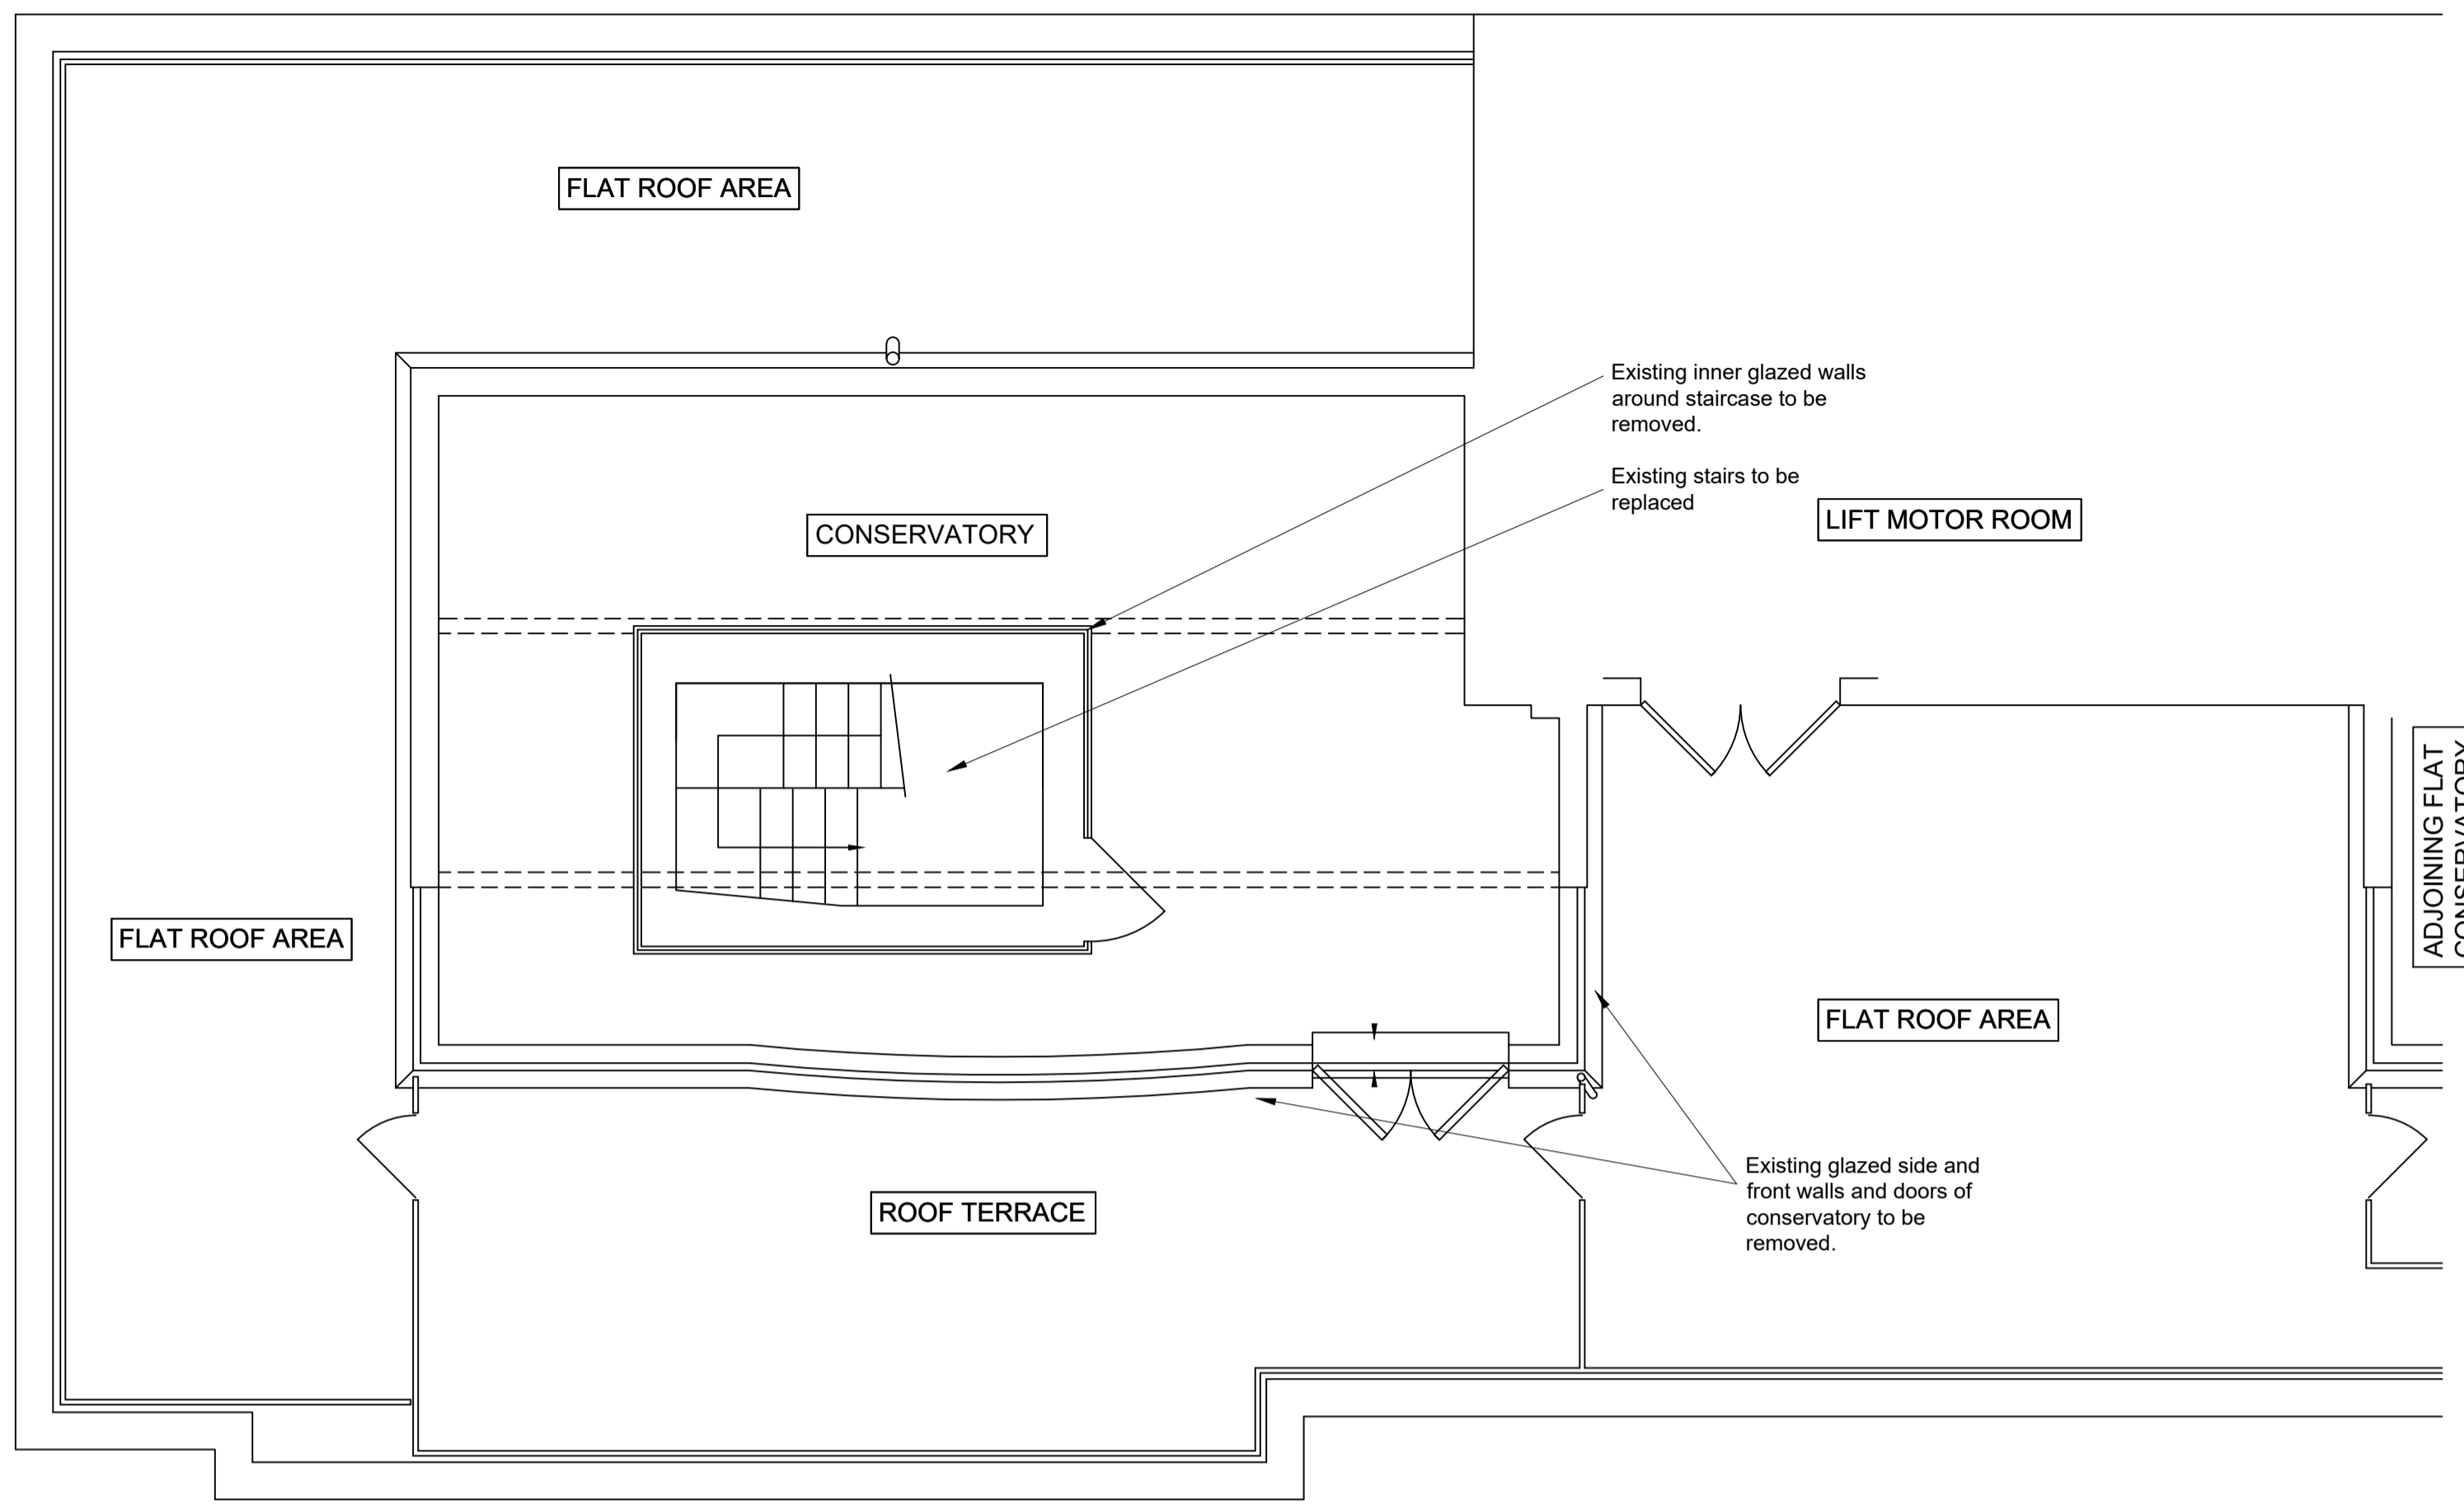 FLAT ROOF AREA
Existing inner glazed walls
around staircase to be
removed.
Existing stairs to be
replaced
CONSERVATORY
LIFT MOTOR ROOM
ADJOINING FLAT
CONSERVATORY
FLAT ROOF AREA
FLAT ROOF AREA
Existing glazed side and
front walls and doors of
conservatory to be
removed.
ROOF TERRACE